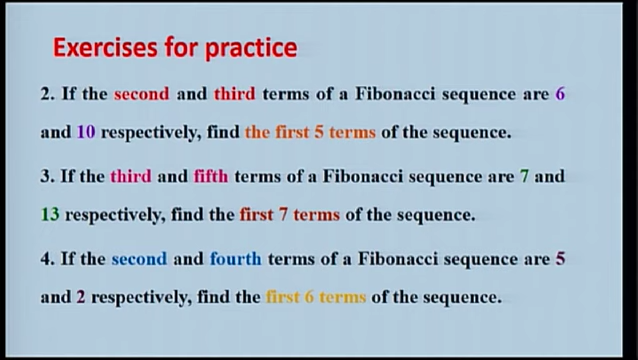 Exercises for practice
2. If the second and third terms of a Fibonacci sequence are 6
and 10 respectively, find the first 5 terms of the sequence.
3. If the third and fifth terms of a Fibonacci sequence are 7 and
13 respectively, find the first 7 terms of the sequence.
4. If the second and fourth terms of a Fibonacci sequence are 5
and 2 respectively, find the first 6 terms of the sequence.